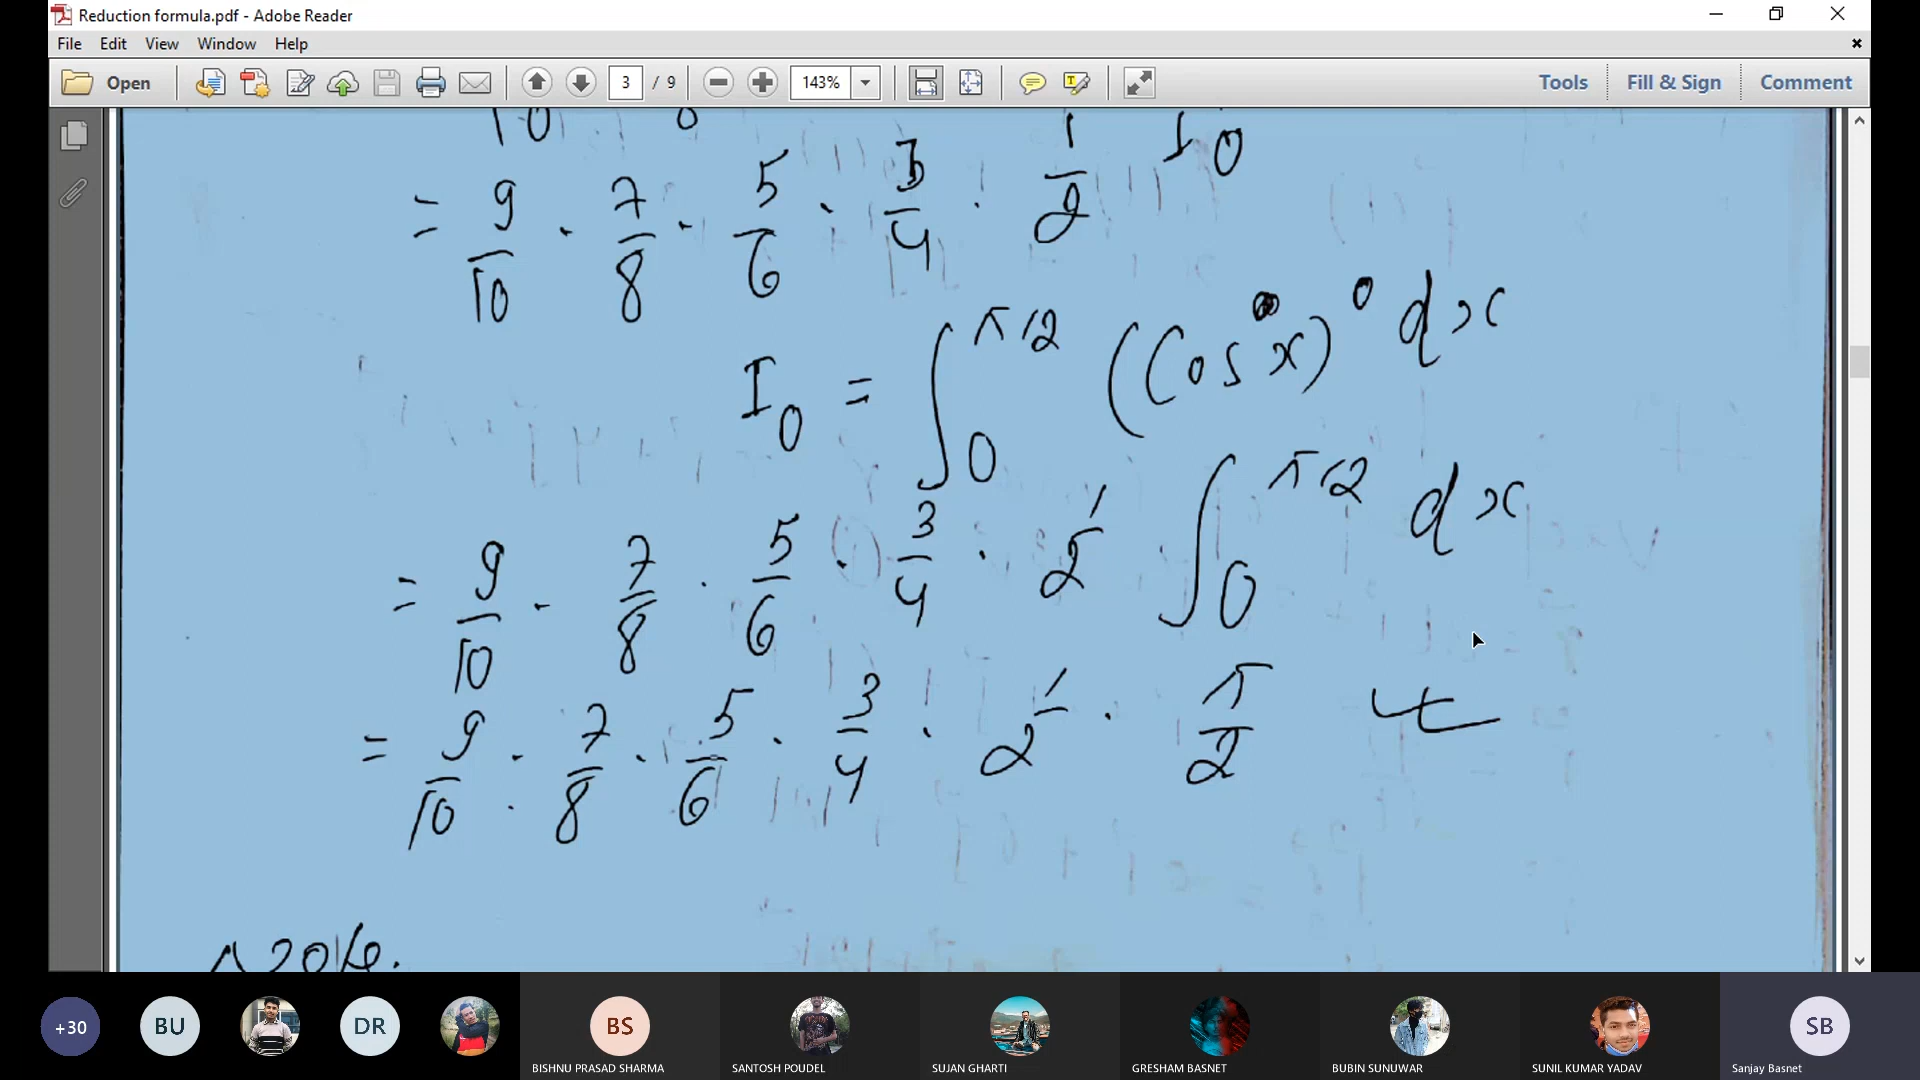 Reduction formula.pdf - Adobe Reader
File Edit View Window Help
Open 3 / 9 143% Tools Fill & Sign Comment
= 9/10 · 7/8 · 5/6 · 3/4 · 1/2 I₀
I₀ = ∫₀^π/2 (Cos x)⁰ dx
= 9/10 · 7/8 · 5/6 · 3/4 · 1/2 ∫₀^π/2 dx
= 9/10 · 7/8 · 5/6 · 3/4 · 1/2 · π/2
+30 BU DR BS SB
BISHNU PRASAD SHARMA SANTOSH POUDEL SUJAN GHARTI GRESHAM BASNET BUBIN SUNUWAR SUNIL KUMAR YADAV Sanjay Basnet